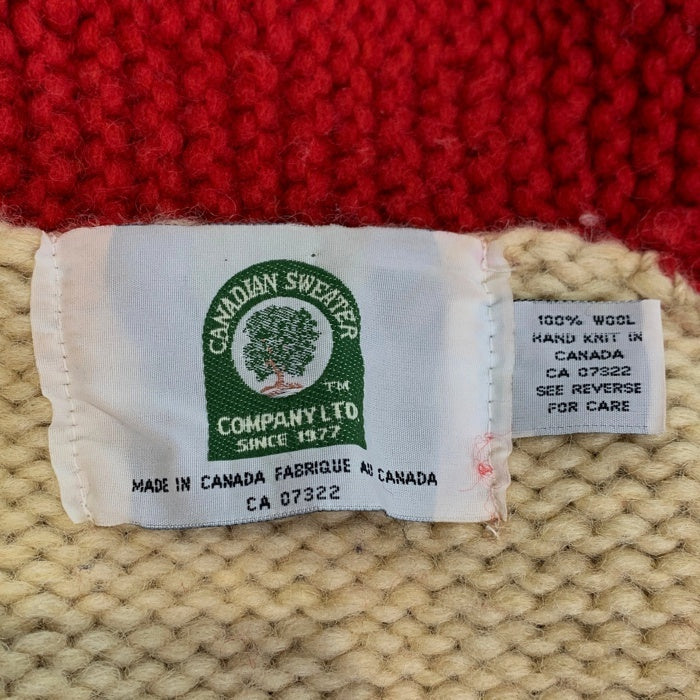 CANADIAN SWEATER
TM
COMPANY LTD
SINCE 1977
MADE IN CANADA FABRIQUE AU CANADA
CA 07322
100% WOOL
HAND KNIT IN
CANADA
CA 07322
SEE REVERSE
FOR CARE